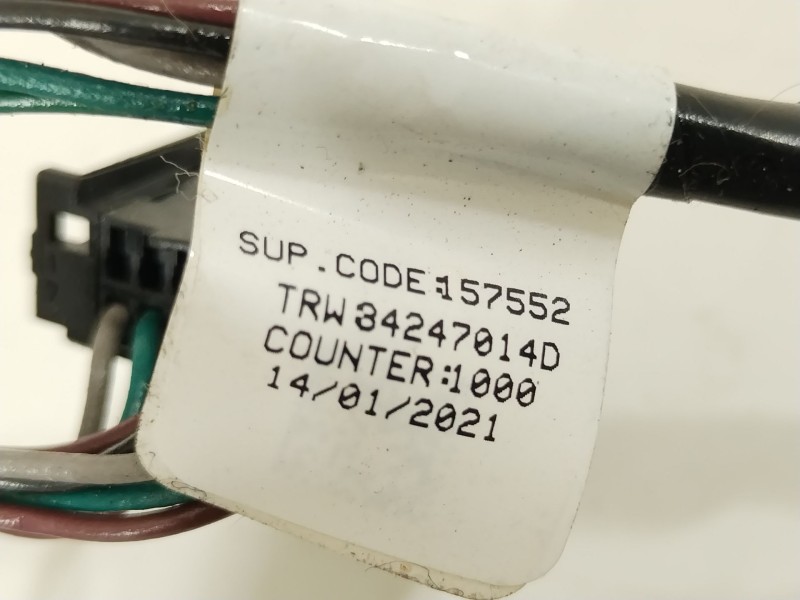 SUP.CODE:157552
TRW 34247014D
COUNTER:1000
14/01/2021